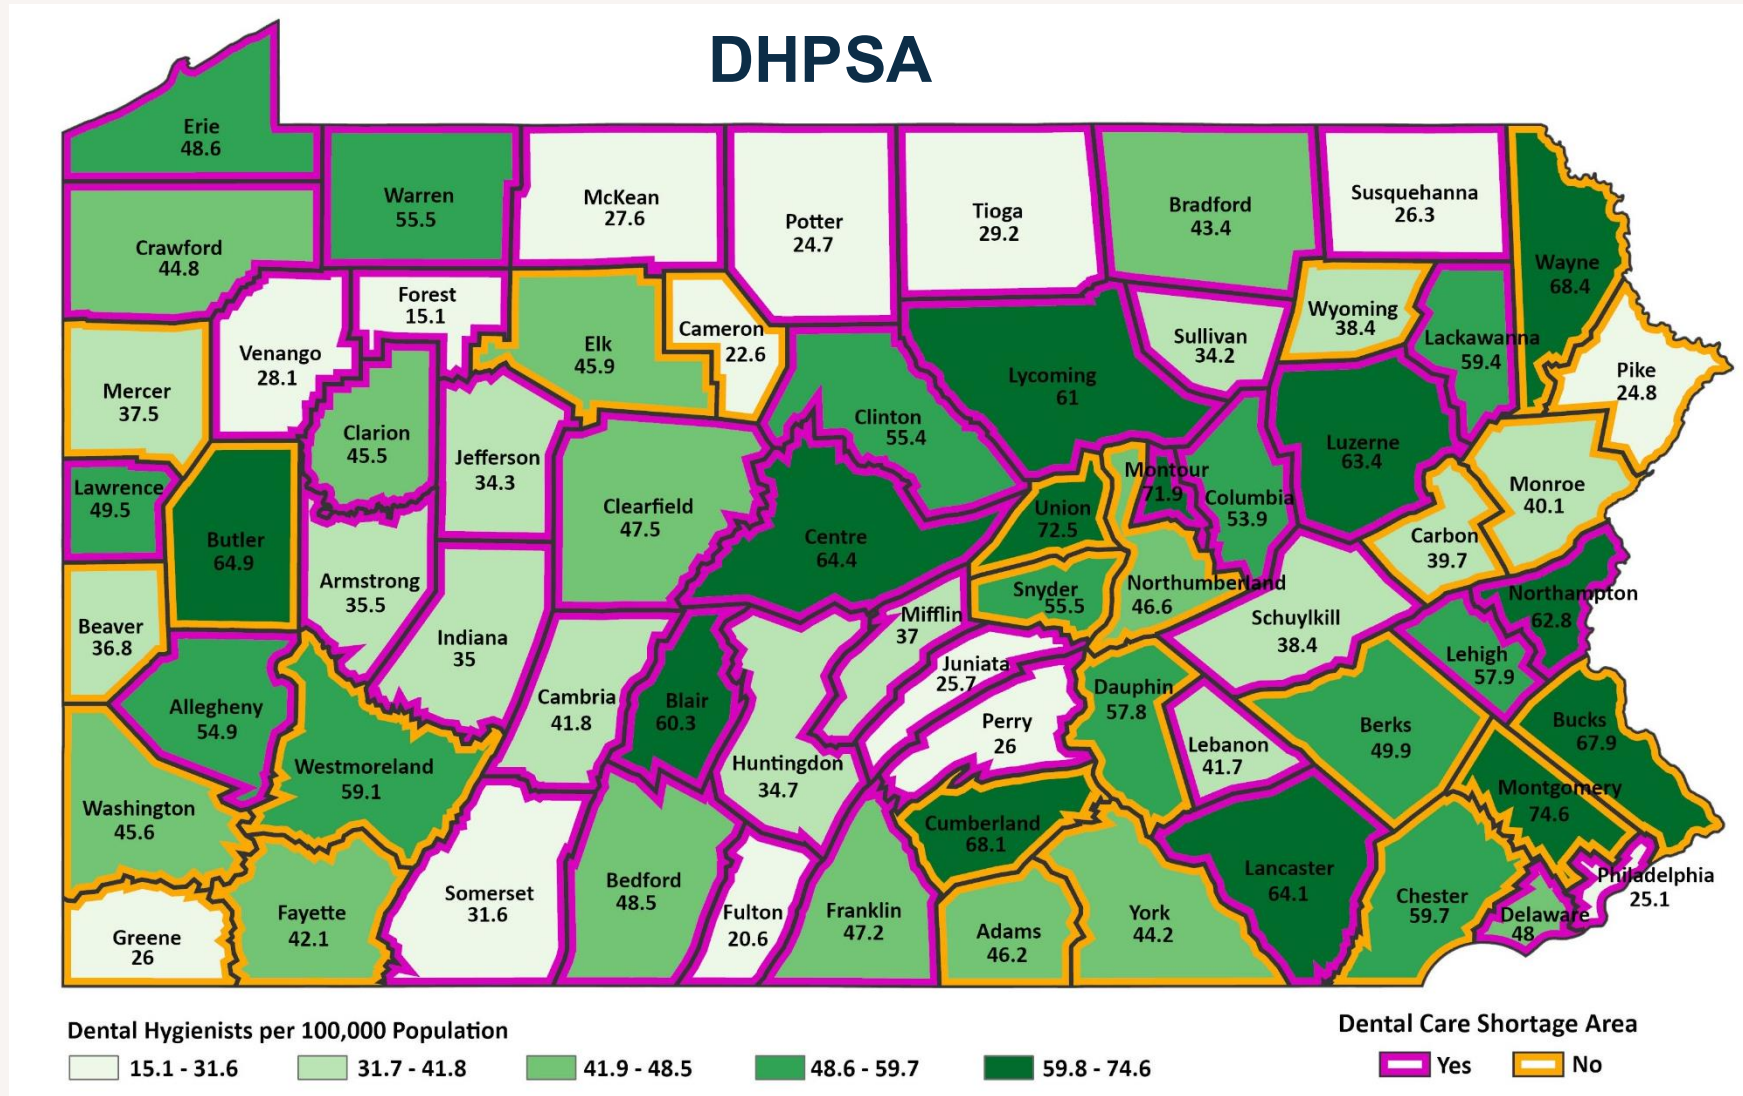 DHPSA
Erie
48.6
Warren
55.5
McKean
27.6
Potter
24.7
Tioga
29.2
Bradford
43.4
Susquehanna
26.3
Wayne
68.4
Crawford
44.8
Forest
15.1
Venango
28.1
Elk
45.9
Cameron
22.6
Sullivan
34.2
Wyoming
38.4
Lackawanna
59.4
Pike
24.8
Mercer
37.5
Clarion
45.5
Jefferson
34.3
Clinton
55.4
Lycoming
61
Luzerne
63.4
Lawrence
49.5
Butler
64.9
Clearfield
47.5
Centre
64.4
Union
72.5
Montour
71.9
Columbia
53.9
Monroe
40.1
Carbon
39.7
Armstrong
35.5
Indiana
35
Snyder
55.5
Northumberland
46.6
Northampton
62.8
Beaver
36.8
Mifflin
37
Juniata
25.7
Schuylkill
38.4
Lehigh
57.9
Allegheny
54.9
Cambria
41.8
Blair
60.3
Perry
26
Dauphin
57.8
Lebanon
41.7
Berks
49.9
Bucks
67.9
Westmoreland
59.1
Huntingdon
34.7
Montgomery
74.6
Washington
45.6
Cumberland
68.1
Somerset
31.6
Bedford
48.5
Fulton
20.6
Franklin
47.2
Adams
46.2
York
44.2
Lancaster
64.1
Chester
59.7
Delaware
48
Philadelphia
25.1
Greene
26
Fayette
42.1
Dental Hygienists per 100,000 Population
15.1 - 31.6
31.7 - 41.8
41.9 - 48.5
48.6 - 59.7
59.8 - 74.6
Dental Care Shortage Area
Yes
No